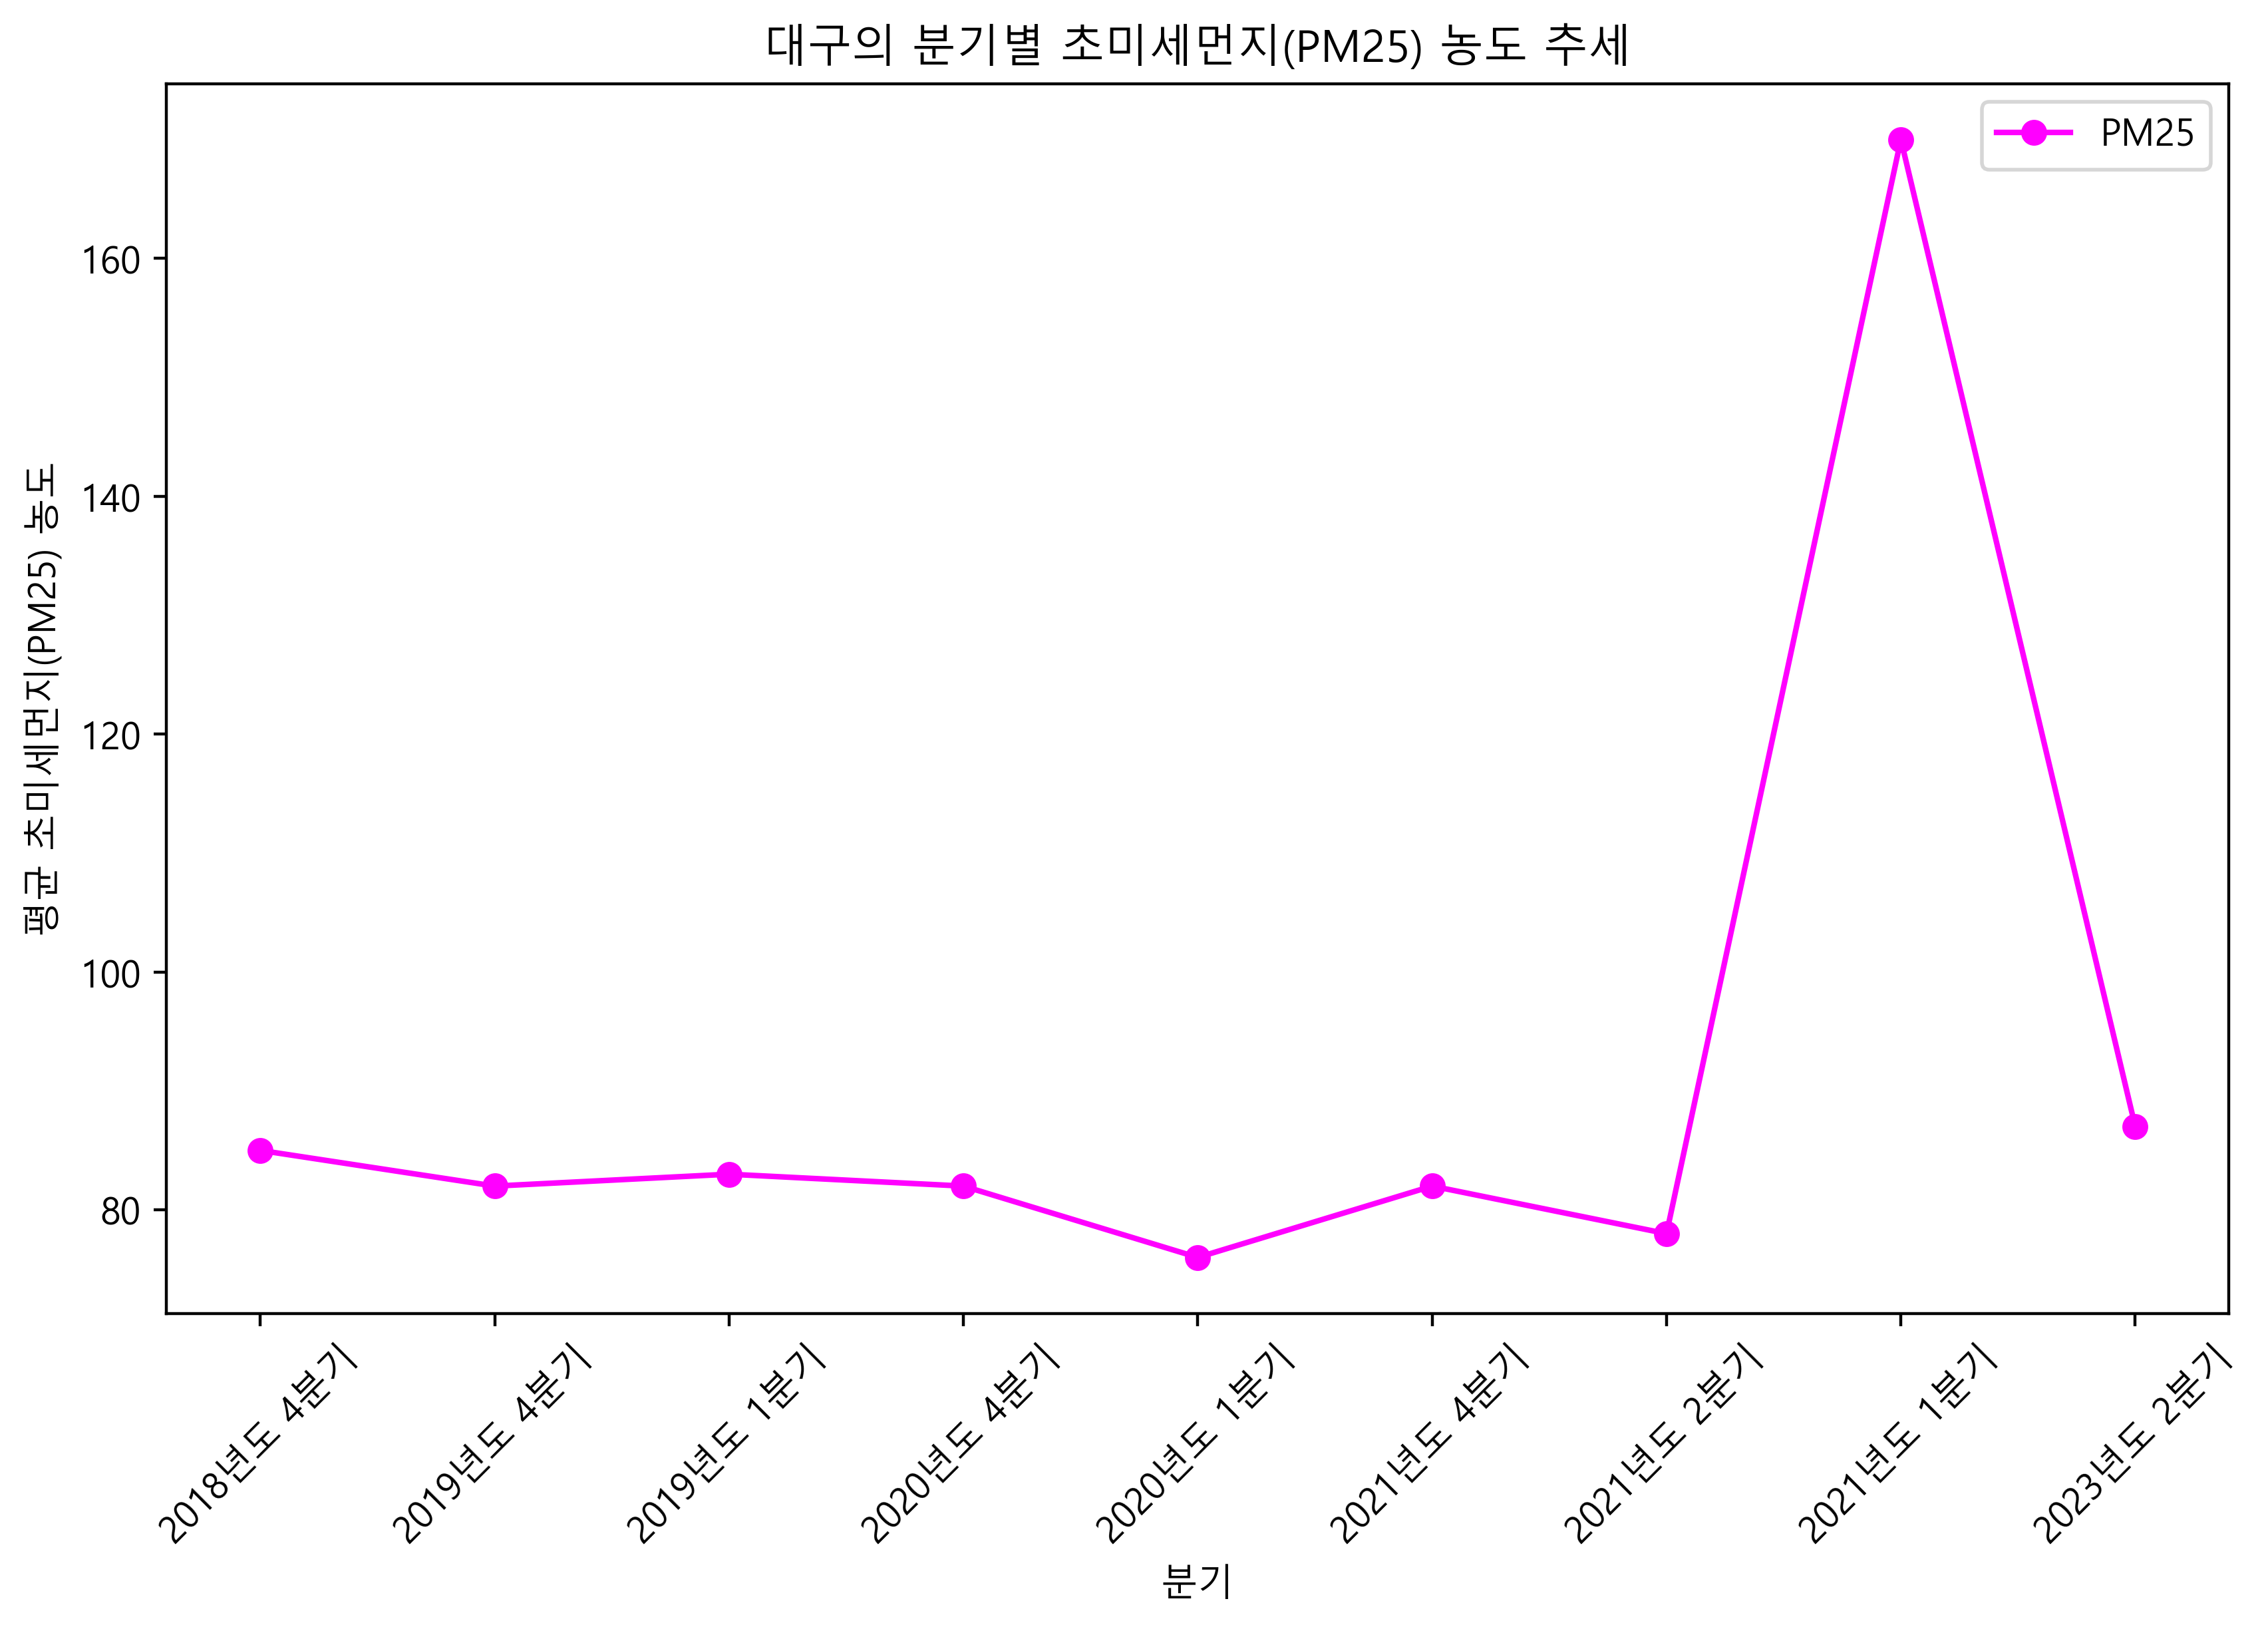 대구의 분기별 초미세먼지(PM25) 농도 추세
PM25
평균 초미세먼지(PM25) 농도
160
140
120
100
80
2018년도 4분기
2019년도 4분기
2019년도 1분기
2020년도 4분기
2020년도 1분기
2021년도 4분기
2021년도 2분기
2021년도 1분기
2023년도 2분기
분기